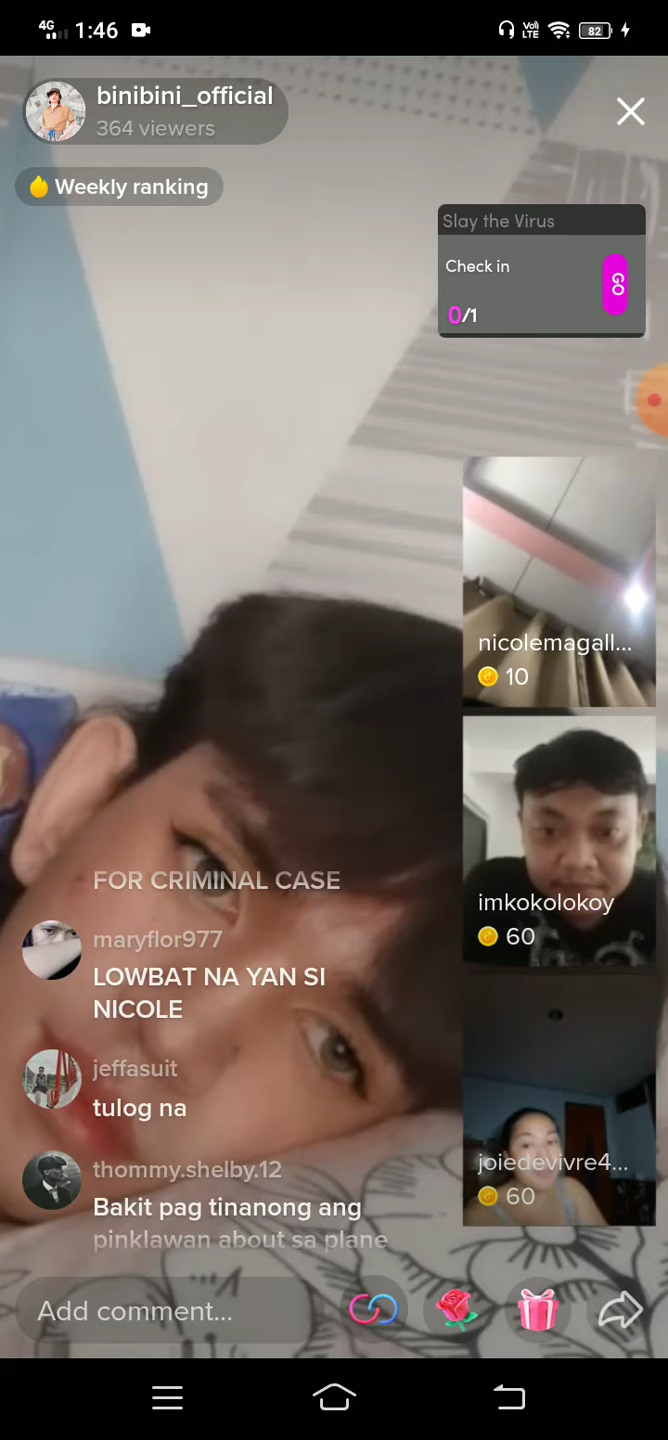 4G 1:46 VoLTE 82
binibini_official
364 viewers
Weekly ranking
Slay the Virus
Check in
GO
0/1
nicolemagall...
10
imkokolokoy
60
joiedevivre4...
60
FOR CRIMINAL CASE
maryflor977
LOWBAT NA YAN SI
NICOLE
jeffasuit
tulog na
thommy.shelby.12
Bakit pag tinanong ang
pinklawan about sa plane
Add comment...